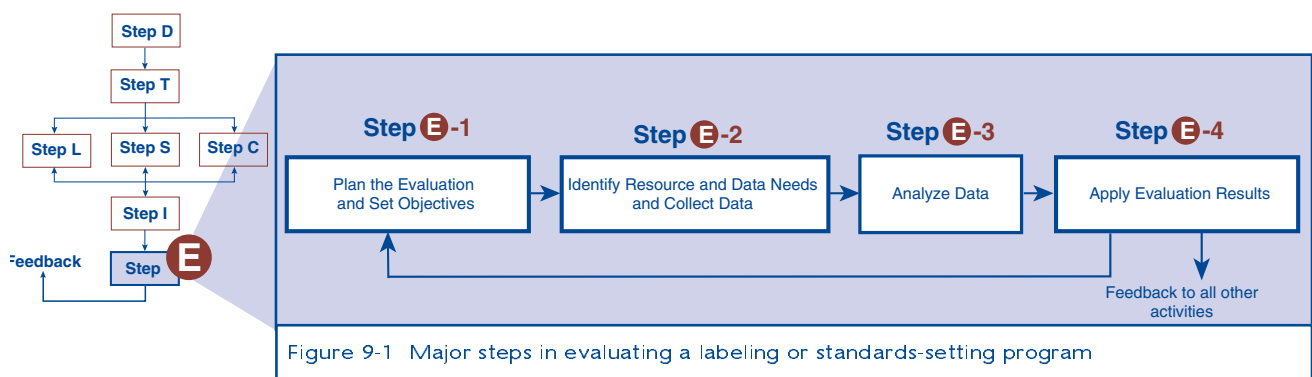 Step D
Step T
Step L
Step S
Step C
Step I
Step E
Feedback
Step E-1
Plan the Evaluation
and Set Objectives
Step E-2
Identify Resource and Data Needs
and Collect Data
Step E-3
Analyze Data
Step E-4
Apply Evaluation Results
Feedback to all other
activities
Figure 9-1 Major steps in evaluating a labeling or standards-setting program